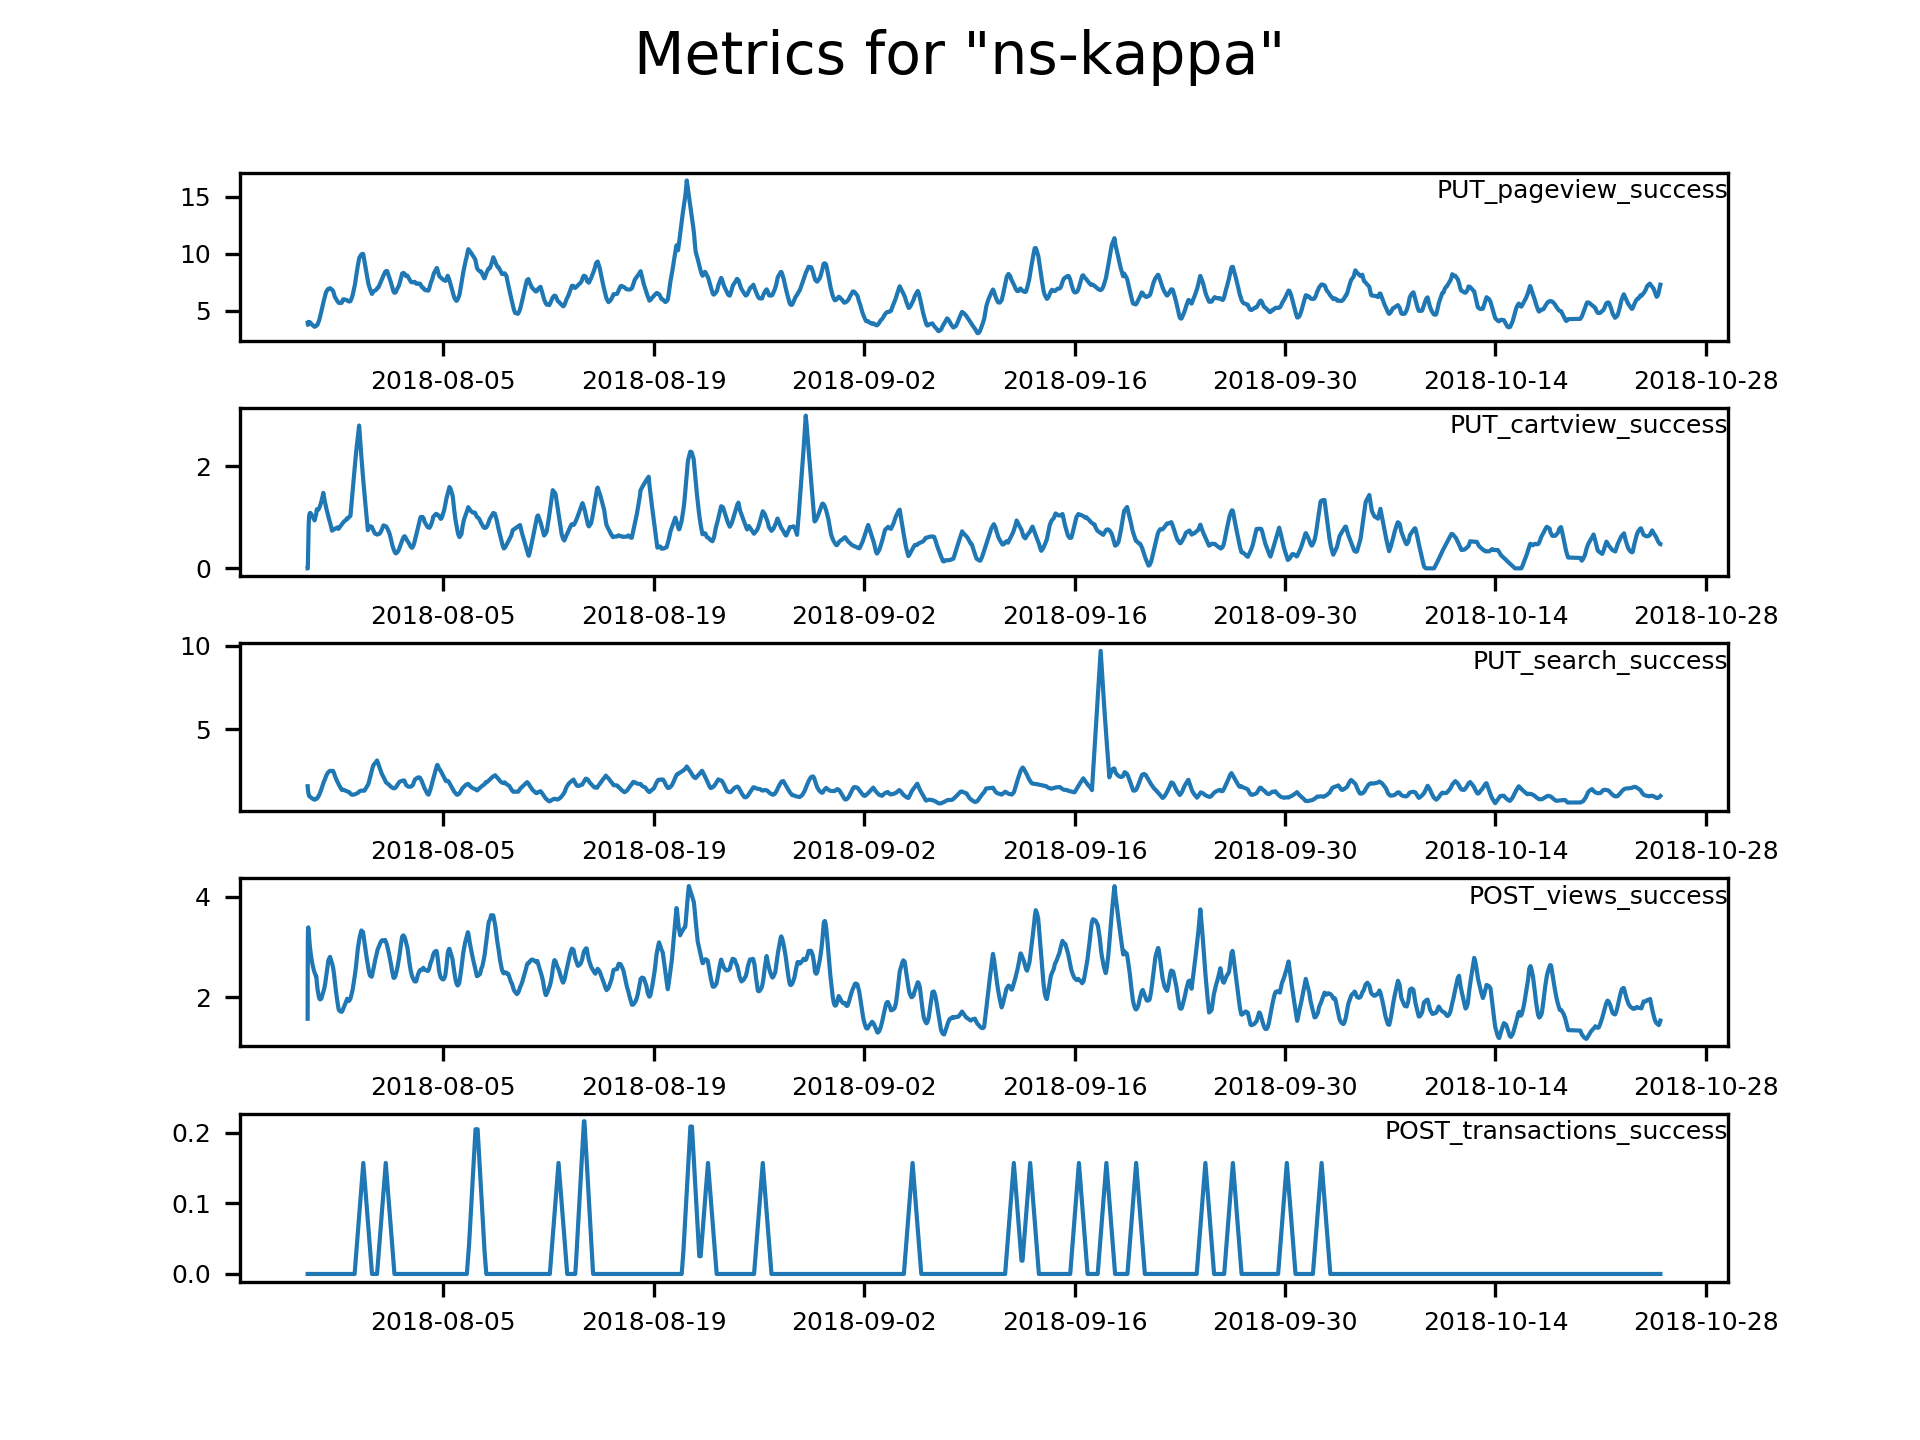 Metrics for "ns-kappa"
PUT_pageview_success
15
10
5
2018-08-05 2018-08-19 2018-09-02 2018-09-16 2018-09-30 2018-10-14 2018-10-28
PUT_cartview_success
2
0
2018-08-05 2018-08-19 2018-09-02 2018-09-16 2018-09-30 2018-10-14 2018-10-28
10
PUT_search_success
5
2018-08-05 2018-08-19 2018-09-02 2018-09-16 2018-09-30 2018-10-14 2018-10-28
4
POST_views_success
2
2018-08-05 2018-08-19 2018-09-02 2018-09-16 2018-09-30 2018-10-14 2018-10-28
0.2
POST_transactions_success
0.1
0.0
2018-08-05 2018-08-19 2018-09-02 2018-09-16 2018-09-30 2018-10-14 2018-10-28